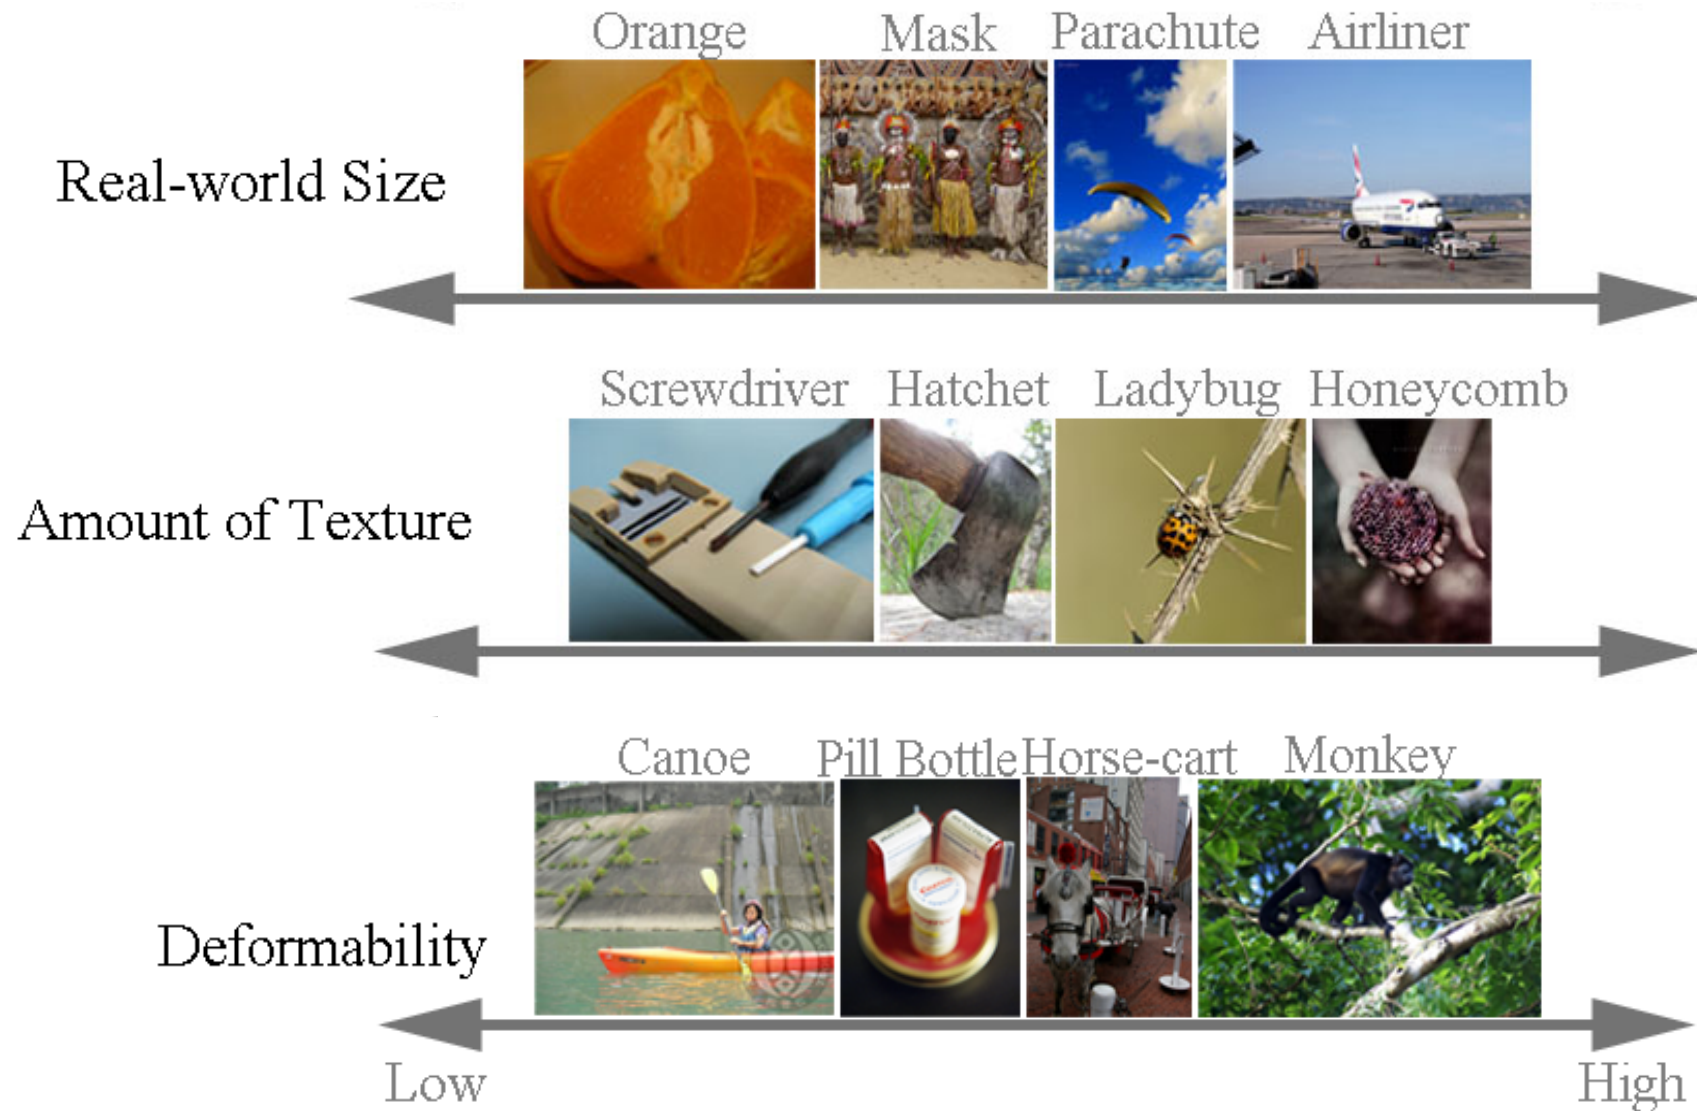 Orange Mask Parachute Airliner
Real-world Size
Screwdriver Hatchet Ladybug Honeycomb
Amount of Texture
Canoe Pill Bottle Horse-cart Monkey
Deformability
Low High